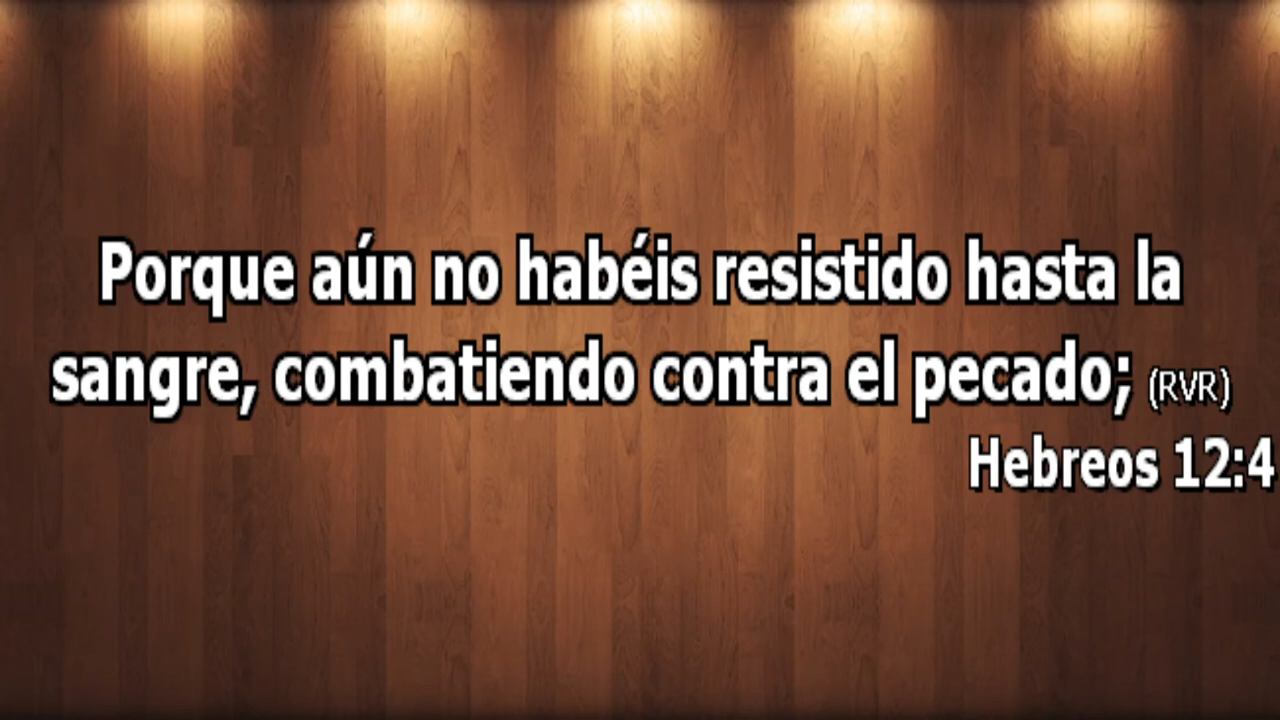 Porque aún no habéis resistido hasta la
sangre, combatiendo contra el pecado; (RVR)
Hebreos 12:4